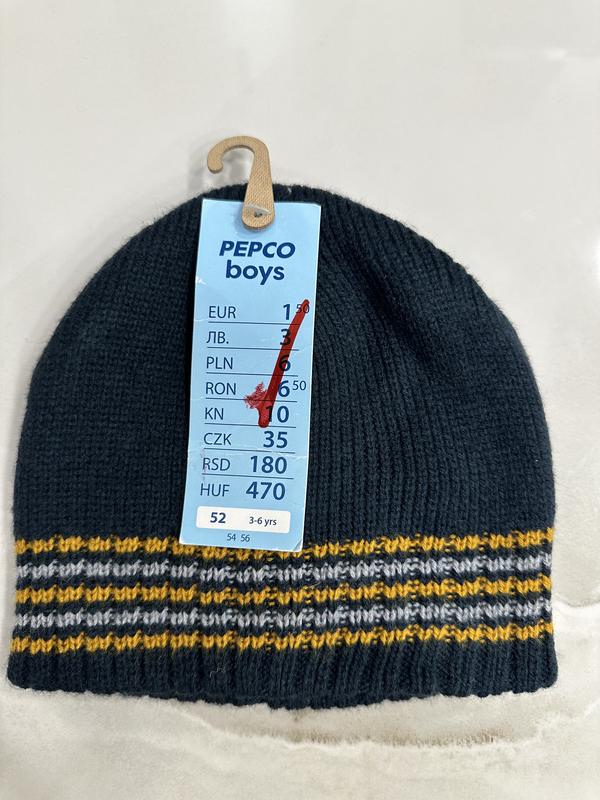 PEPCO
boys
EUR 1 50
ЛВ. 3
PLN 6
RON 6 50
KN 10
CZK 35
RSD 180
HUF 470
52 3-6 yrs
54 56